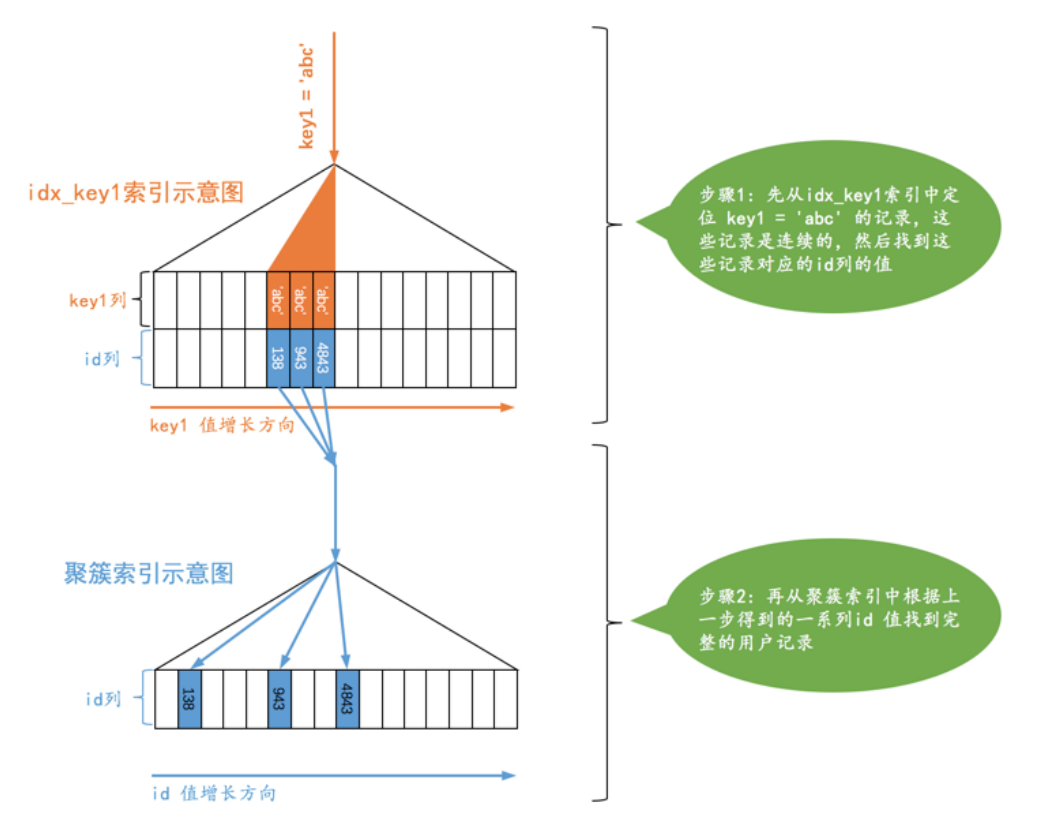 key1 = 'abc'
idx_key1索引示意图
key1列
'abc'
'abc'
'abc'
id列
138
943
4843
key1 值增长方向
步骤1: 先从idx_key1索引中定
位 key1 = 'abc' 的记录, 这
些记录是连续的, 然后找到这
些记录对应的id列的值
聚簇索引示意图
id列
138
943
4843
id 值增长方向
步骤2: 再从聚簇索引中根据上
一步得到的一系列id 值找到完
整的用户记录